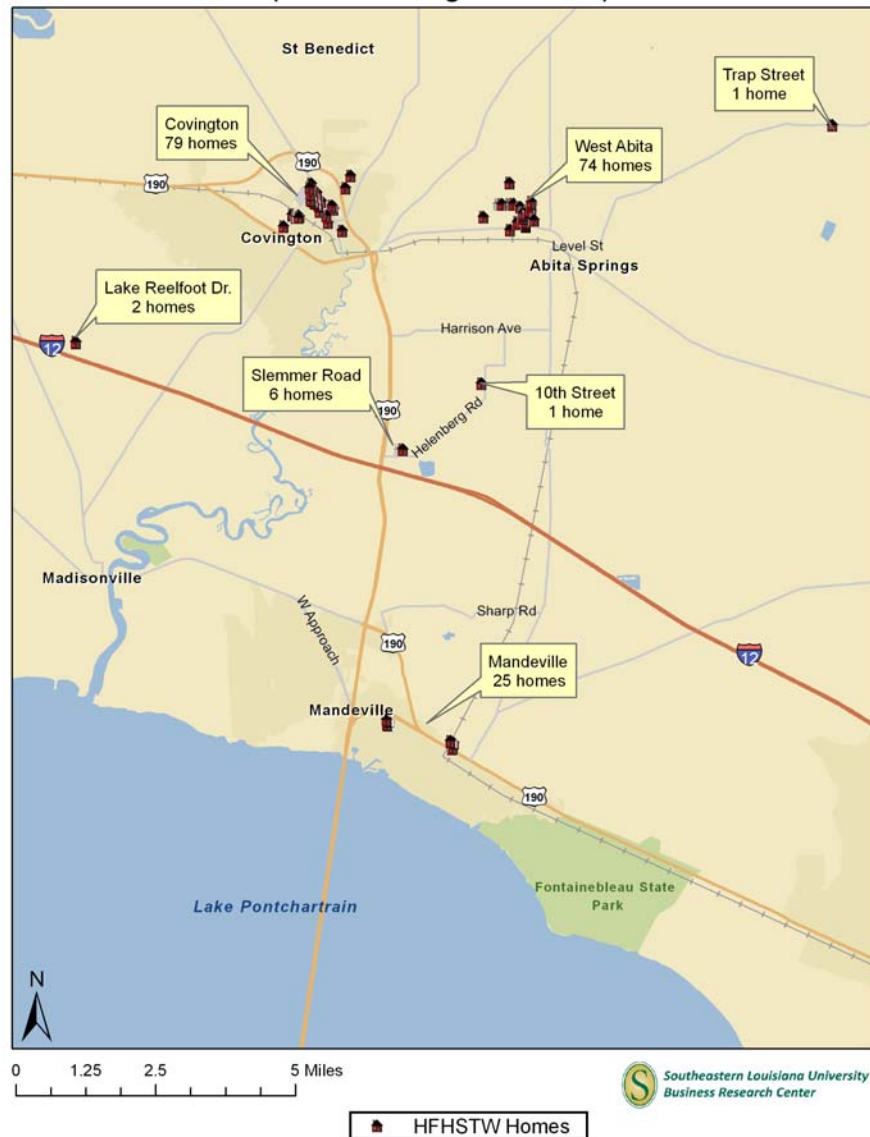 St Benedict
Trap Street
1 home
Covington
79 homes
190
West Abita
74 homes
190
Covington
Level St
Abita Springs
Lake Reelfoot Dr.
2 homes
Harrison Ave
12
Slemmer Road
6 homes
10th Street
1 home
190
Helenberg Rd
Madisonville
Sharp Rd
W Approach
190
12
Mandeville
25 homes
Mandeville
190
Fontainebleau State
Park
Lake Pontchartrain
N
0 1.25 2.5 5 Miles
S
Southeastern Louisiana University
Business Research Center
HFHSTW Homes